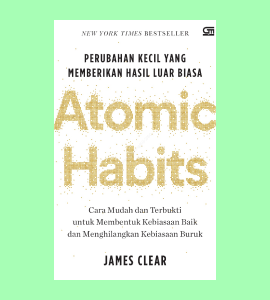 NEW YORK TIMES BESTSELLER
PERUBAHAN KECIL YANG
MEMBERIKAN HASIL LUAR BIASA
Atomic
Habits
Cara Mudah dan Terbukti
untuk Membentuk Kebiasaan Baik
dan Menghilangkan Kebiasaan Buruk
JAMES CLEAR